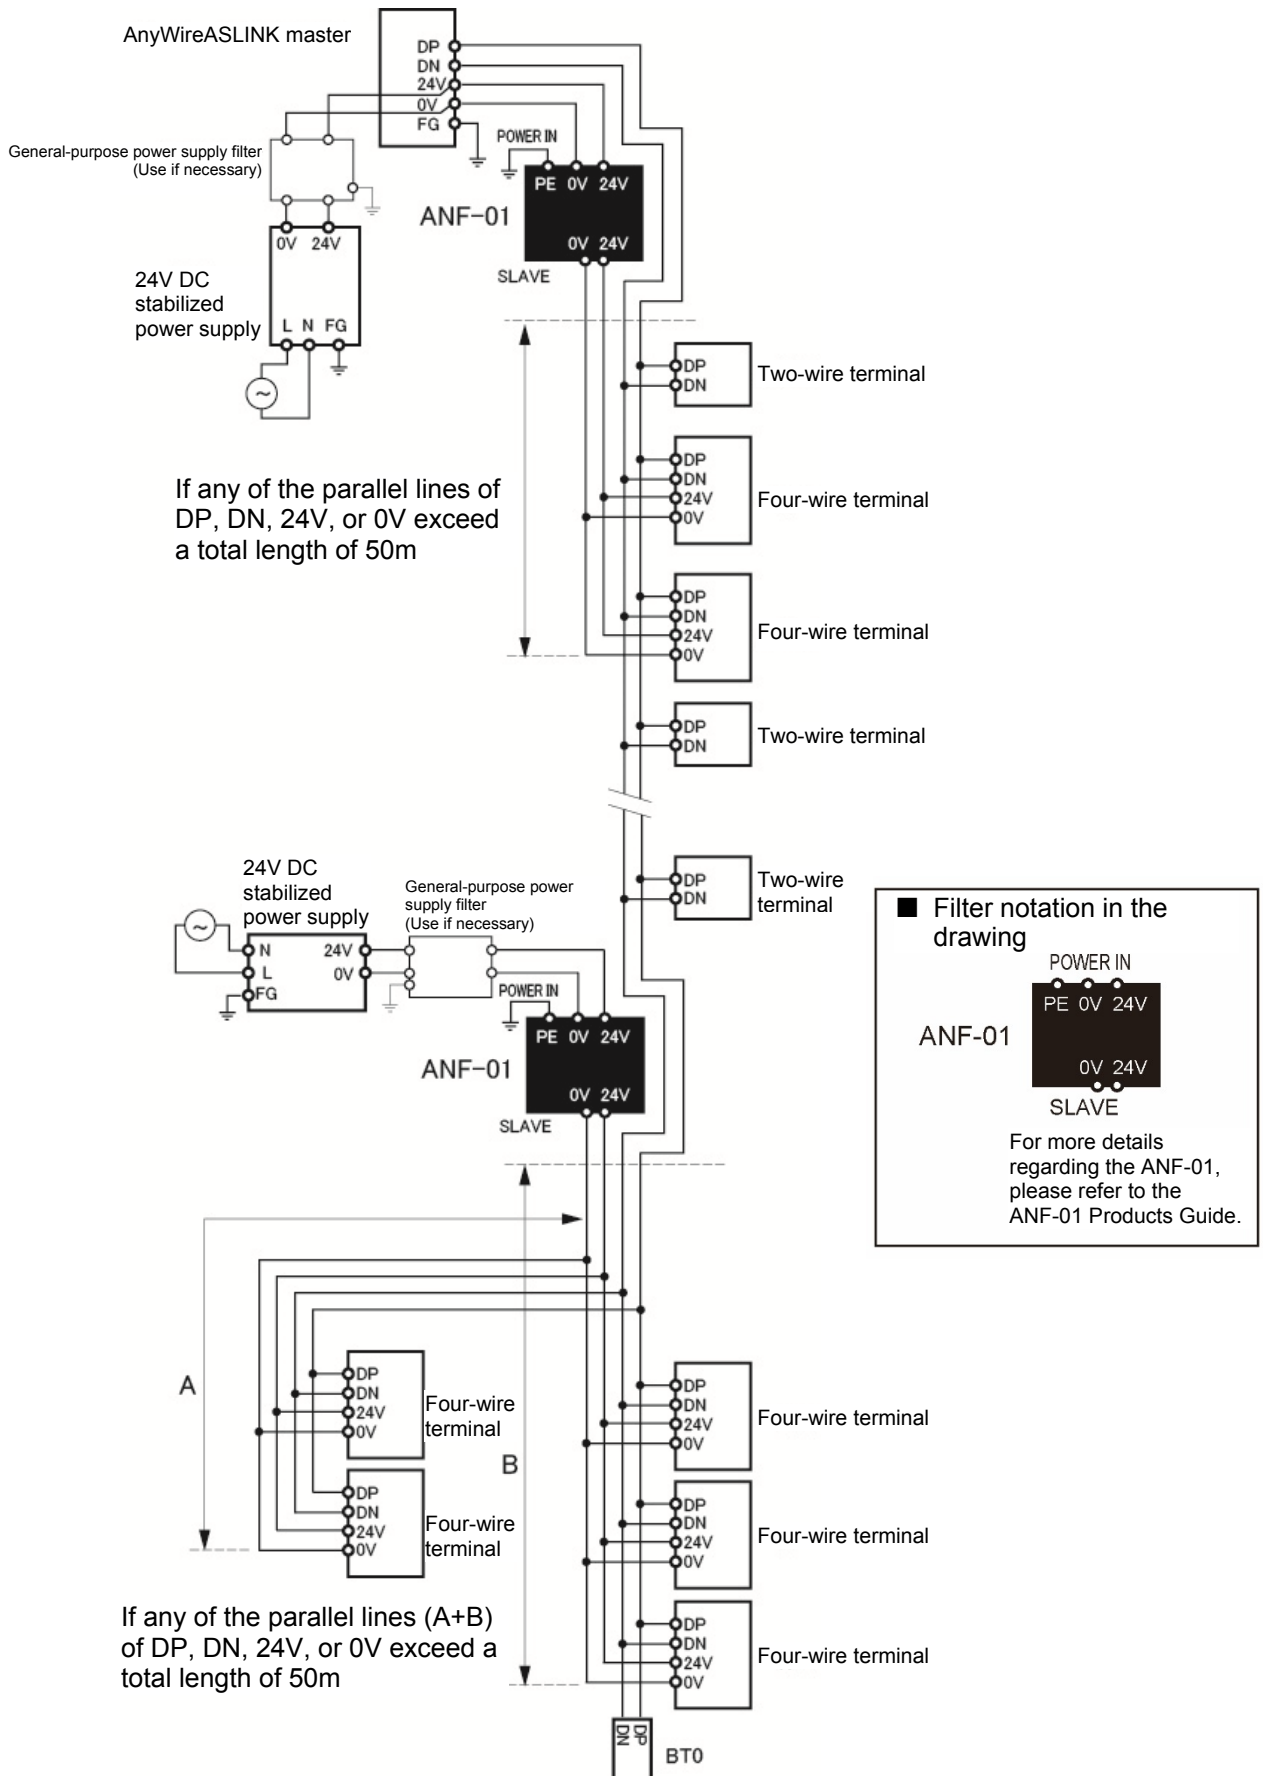 AnyWireASLINK master
DP
DN
24V
0V
FG
General-purpose power supply filter
(Use if necessary)
POWER IN
PE 0V 24V
ANF-01
0V 24V
SLAVE
0V 24V
24V DC
stabilized
power supply
L N FG
~
DP
DN
Two-wire terminal
If any of the parallel lines of
DP, DN, 24V, or 0V exceed
a total length of 50m
DP
DN
24V
0V
Four-wire terminal
DP
DN
24V
0V
Four-wire terminal
DP
DN
Two-wire terminal
DP
DN
Two-wire
terminal
24V DC
stabilized
power supply
General-purpose power
supply filter
(Use if necessary)
~
N 24V
L 0V
FG
POWER IN
PE 0V 24V
ANF-01
0V 24V
SLAVE
■ Filter notation in the
drawing
POWER IN
PE 0V 24V
ANF-01
0V 24V
SLAVE
For more details
regarding the ANF-01,
please refer to the
ANF-01 Products Guide.
A
DP
DN
24V
0V
Four-wire
terminal
DP
DN
24V
0V
Four-wire
terminal
B
DP
DN
24V
0V
Four-wire terminal
DP
DN
24V
0V
Four-wire terminal
DP
DN
24V
0V
Four-wire terminal
If any of the parallel lines (A+B)
of DP, DN, 24V, or 0V exceed a
total length of 50m
DN
DP
BT0